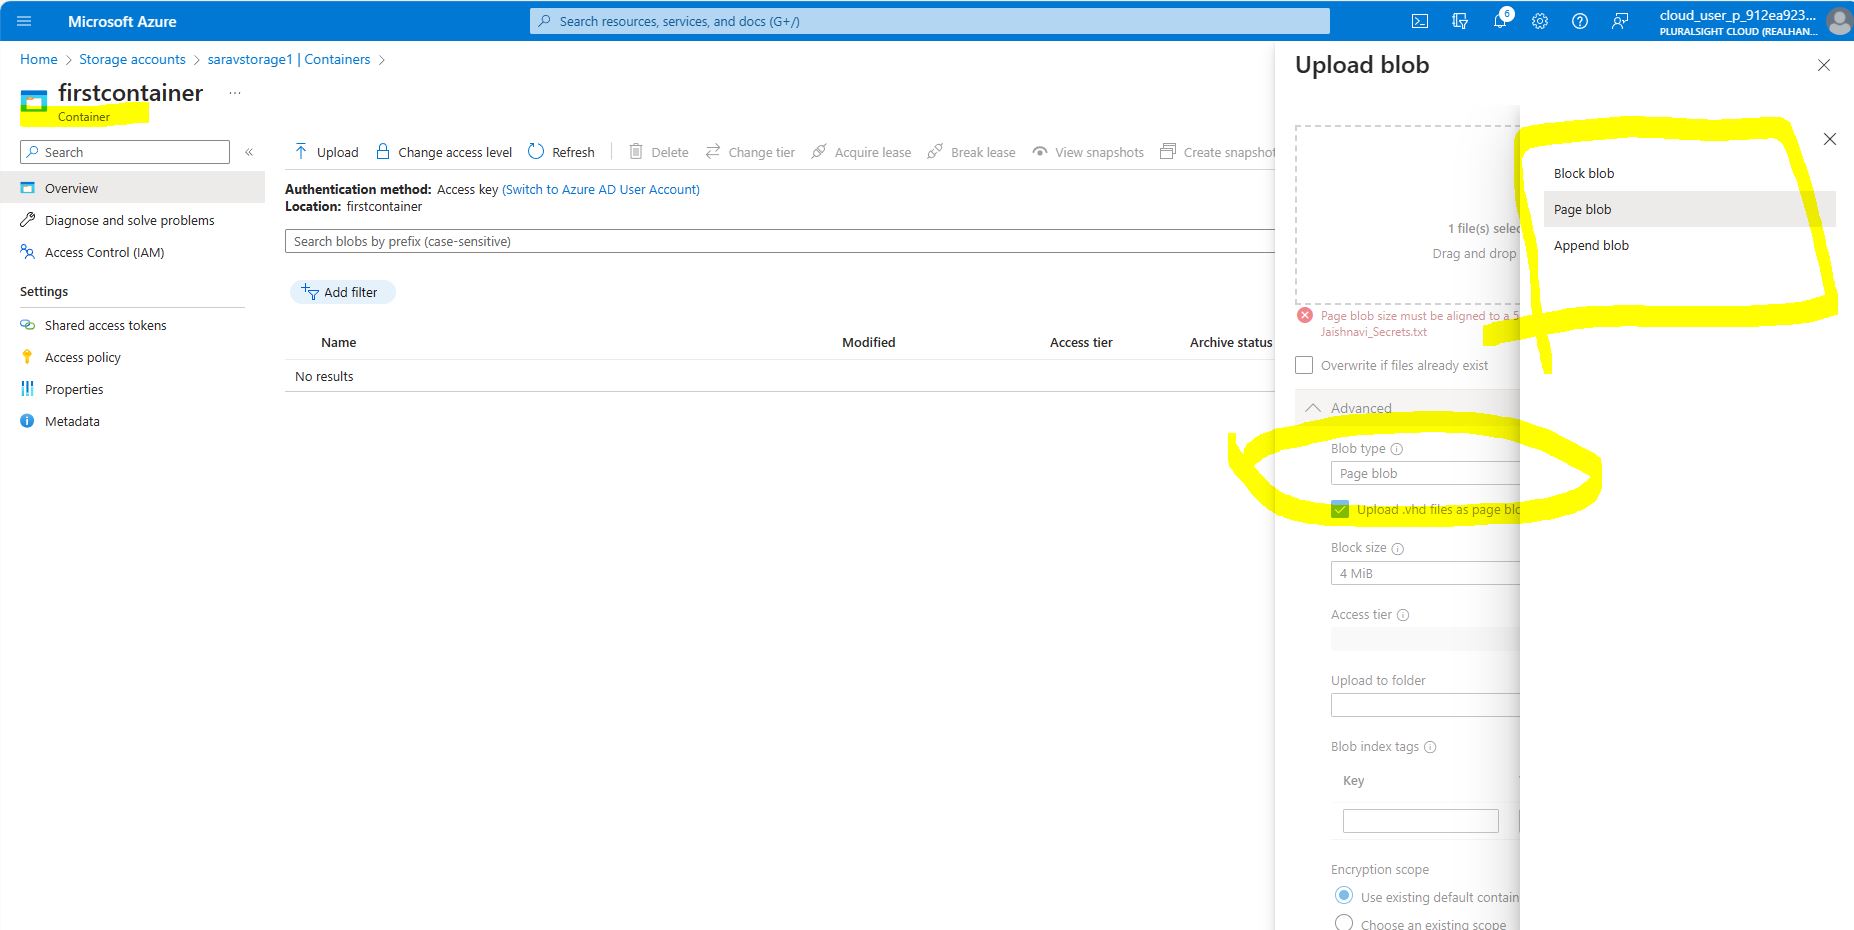 Microsoft Azure
Search resources, services, and docs (G+/)
6
cloud_user_p_912ea923...
PLURALSIGHT CLOUD (REALHAN...
Home > Storage accounts > saravstorage1 | Containers >
firstcontainer ...
Container
Search
«
Overview
Diagnose and solve problems
Access Control (IAM)
Settings
Shared access tokens
Access policy
Properties
Metadata
Upload
Change access level
Refresh
Delete
Change tier
Acquire lease
Break lease
View snapshots
Create snapshot
Authentication method: Access key (Switch to Azure AD User Account)
Location: firstcontainer
Search blobs by prefix (case-sensitive)
Add filter
Name Modified Access tier Archive status
No results
Upload blob
1 file(s) selec
Drag and drop
Page blob size must be aligned to a 5
Jaishnavi_Secrets.txt
Overwrite if files already exist
Advanced
Blob type
Page blob
Upload .vhd files as page blo
Block size
4 MiB
Access tier
Upload to folder
Blob index tags
Key
Encryption scope
Use existing default contain
Choose an existing scope
Block blob
Page blob
Append blob